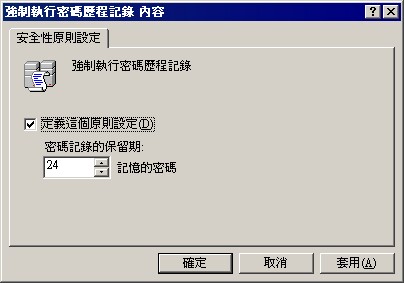 強制執行密碼歷程記錄 內容
安全性原則設定
強制執行密碼歷程記錄
定義這個原則設定(D)
密碼記錄的保留期:
24 記憶的密碼
確定 取消 套用(A)